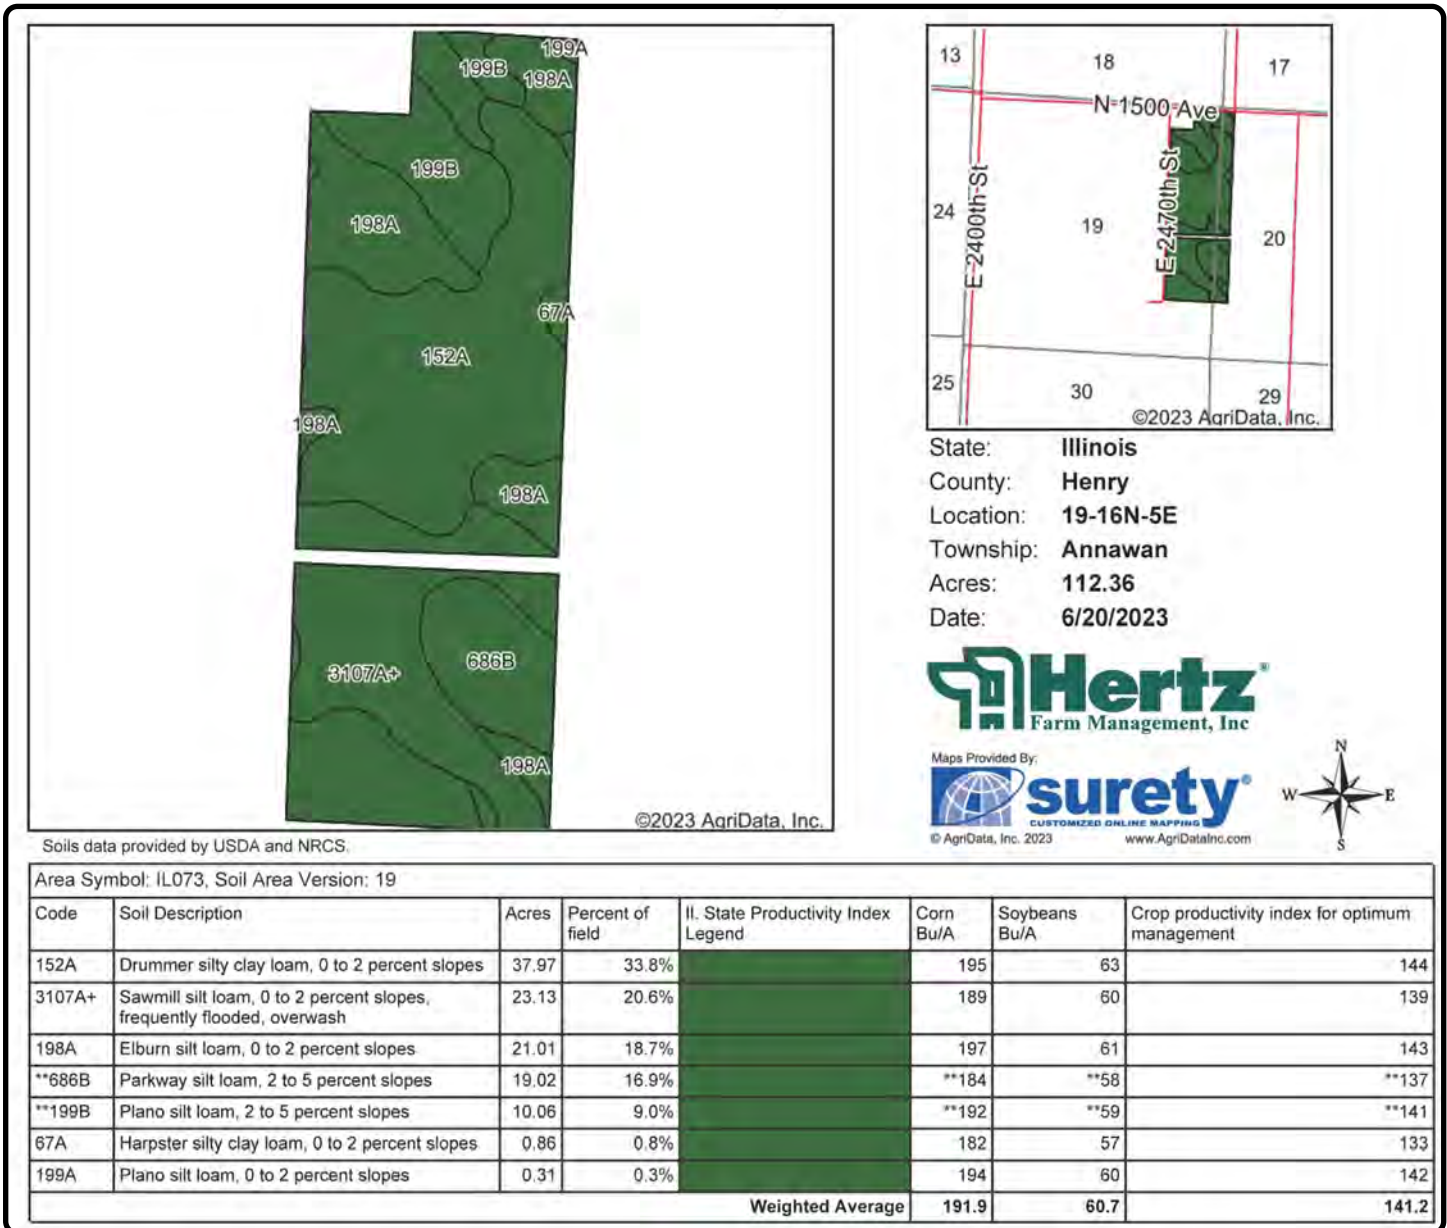 199A
199B
198A
199B
198A
67A
152A
198A
198A
686B
3107A+
198A
©2023 AgriData, Inc.
Soils data provided by USDA and NRCS.
13
18
17
N 1500 Ave
E 2400th St
E 2470th St
24
19
20
25
30
29
©2023 AgriData, Inc.
State: Illinois
County: Henry
Location: 19-16N-5E
Township: Annawan
Acres: 112.36
Date: 6/20/2023
Hertz®
Farm Management, Inc
Maps Provided By:
surety®
CUSTOMIZED ONLINE MAPPING
© AgriData, Inc. 2023 www.AgriDataInc.com
N
W E
S
Area Symbol: IL073, Soil Area Version: 19
Code Soil Description Acres Percent of field II. State Productivity Index Legend Corn Bu/A Soybeans Bu/A Crop productivity index for optimum management
152A Drummer silty clay loam, 0 to 2 percent slopes 37.97 33.8% 195 63 144
3107A+ Sawmill silt loam, 0 to 2 percent slopes, frequently flooded, overwash 23.13 20.6% 189 60 139
198A Elburn silt loam, 0 to 2 percent slopes 21.01 18.7% 197 61 143
**686B Parkway silt loam, 2 to 5 percent slopes 19.02 16.9% **184 **58 **137
**199B Plano silt loam, 2 to 5 percent slopes 10.06 9.0% **192 **59 **141
67A Harpster silty clay loam, 0 to 2 percent slopes 0.86 0.8% 182 57 133
199A Plano silt loam, 0 to 2 percent slopes 0.31 0.3% 194 60 142
Weighted Average 191.9 60.7 141.2